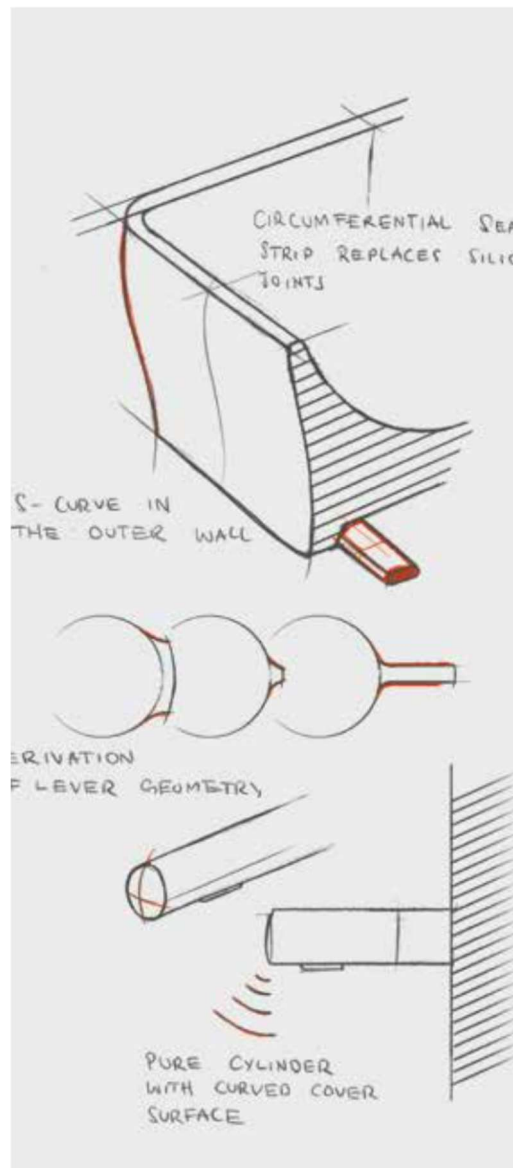 CIRCUMFERENTIAL SEA
STRIP REPLACES SILIC
JOINTS
S-CURVE IN
THE OUTER WALL
ERIVATION
F LEVER GEOMETRY
PURE CYLINDER
WITH CURVED COVER
SURFACE